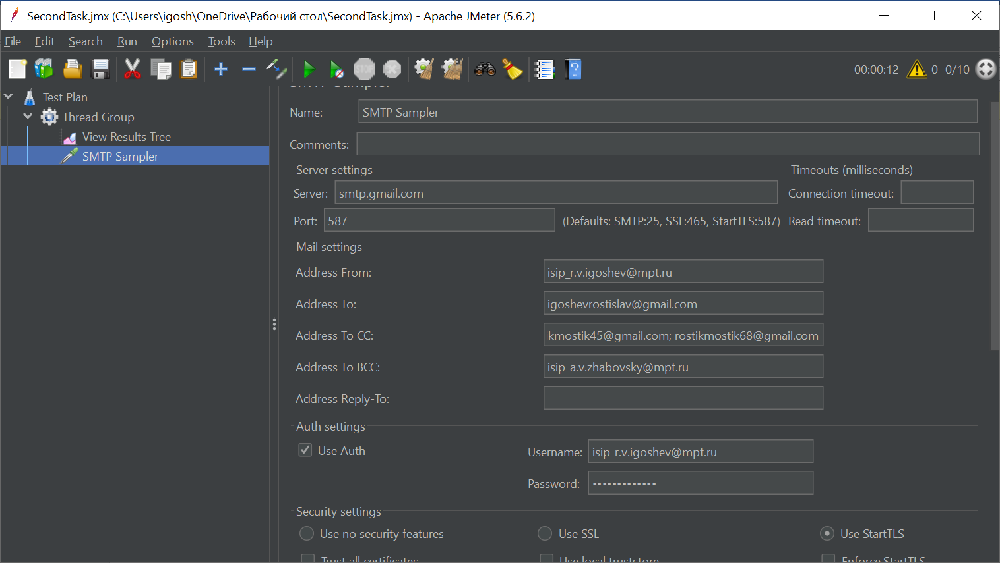 SecondTask.jmx (C:\Users\igosh\OneDrive\Рабочий стол\SecondTask.jmx) - Apache JMeter (5.6.2)
File Edit Search Run Options Tools Help
STOP 00:00:12 0 0/10
Test Plan
Thread Group
View Results Tree
SMTP Sampler
SMTP Sampler
Name: SMTP Sampler
Comments:
Server settings Timeouts (milliseconds)
Server: smtp.gmail.com Connection timeout:
Port: 587 (Defaults: SMTP:25, SSL:465, StartTLS:587) Read timeout:
Mail settings
Address From: isip_r.v.igoshev@mpt.ru
Address To: igoshevrostislav@gmail.com
Address To CC: kmostik45@gmail.com; rostikmostik68@gmail.com
Address To BCC: isip_a.v.zhabovsky@mpt.ru
Address Reply-To:
Auth settings
Use Auth Username: isip_r.v.igoshev@mpt.ru
Password: •••••••••••••
Security settings
Use no security features Use SSL Use StartTLS
Trust all certificates Use local truststore Enforce StartTLS